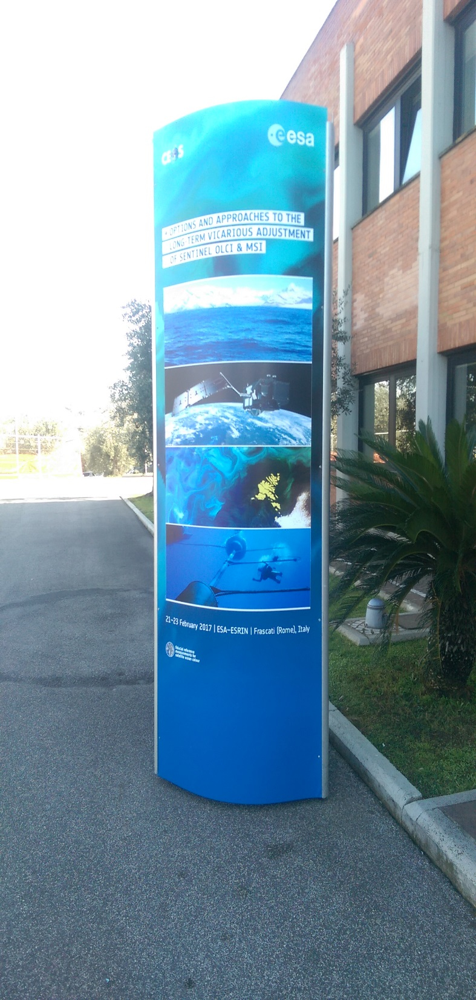 CEOS
esa
→ OPTIONS AND APPROACHES TO THE
LONG-TERM VICARIOUS ADJUSTMENT
OF SENTINEL OLCI & MSI
21–23 February 2017 | ESA–ESRIN | Frascati (Rome), Italy
fiducial reference
measurements for
satellite ocean colour